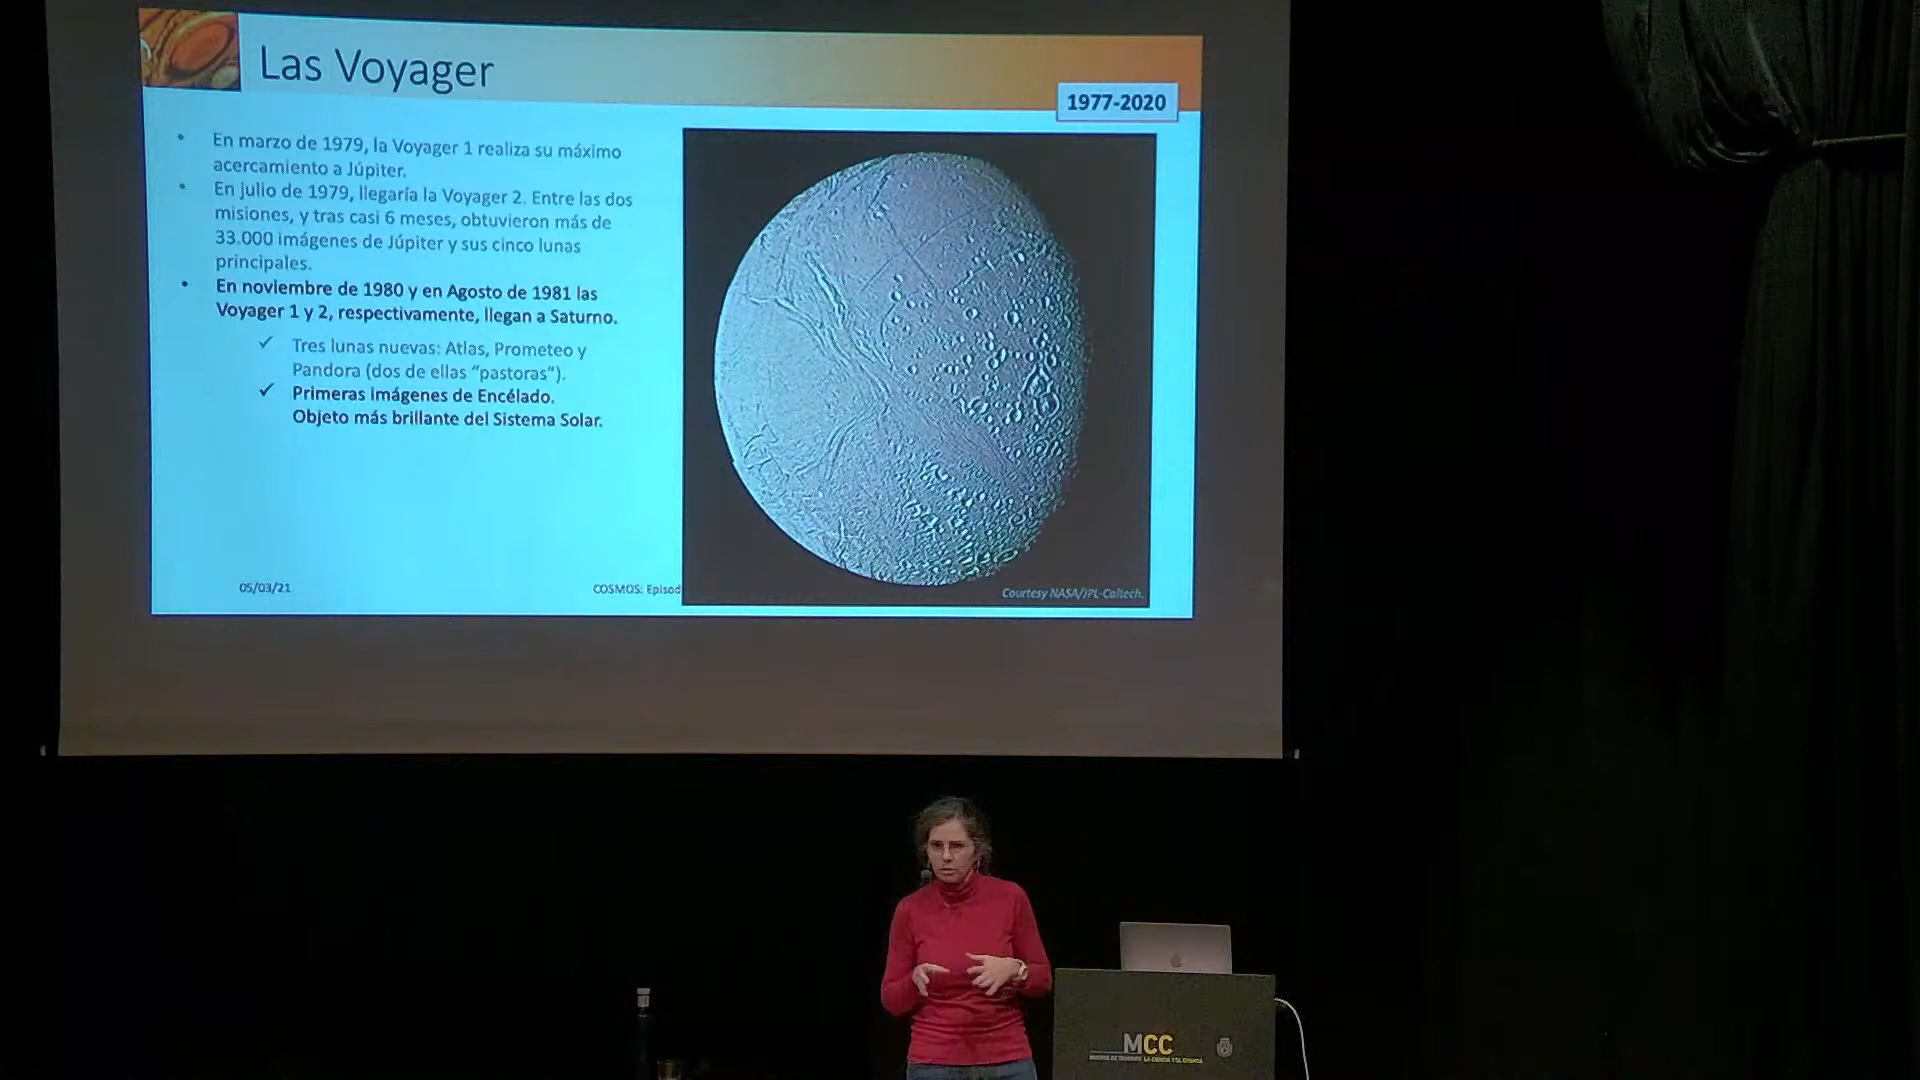 Las Voyager
1977-2020
• En marzo de 1979, la Voyager 1 realiza su máximo
acercamiento a Júpiter.
• En julio de 1979, llegaría la Voyager 2. Entre las dos
misiones, y tras casi 6 meses, obtuvieron más de
33.000 imágenes de Júpiter y sus cinco lunas
principales.
• En noviembre de 1980 y en Agosto de 1981 las
Voyager 1 y 2, respectivamente, llegan a Saturno.
✓ Tres lunas nuevas: Atlas, Prometeo y
Pandora (dos de ellas “pastoras”).
✓ Primeras imágenes de Encélado.
Objeto más brillante del Sistema Solar.
05/03/21
COSMOS: Episod
Courtesy NASA/JPL-Caltech.
MCC